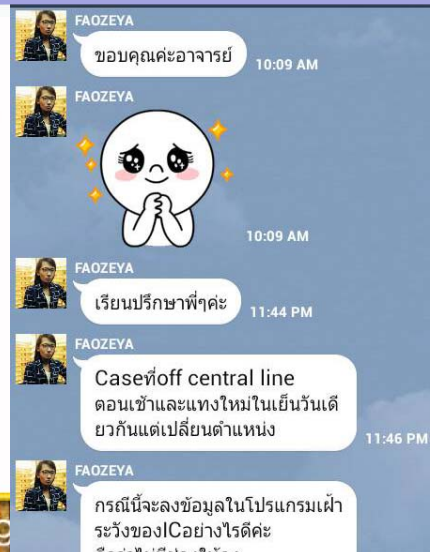 FAOZEYA
ขอบคุณค่ะอาจารย์
10:09 AM
FAOZEYA
10:09 AM
FAOZEYA
เรียนปรึกษาพี่ๆค่ะ
11:44 PM
FAOZEYA
Caseที่off central line
ตอนเช้าและแทงใหม่ในเย็นวันเดี
ยวกันแต่เปลี่ยนตำแหน่ง
11:46 PM
FAOZEYA
กรณีนี้จะลงข้อมูลในโปรแกรมเฝ้า
ระวังของICอย่างไรดีค่ะ